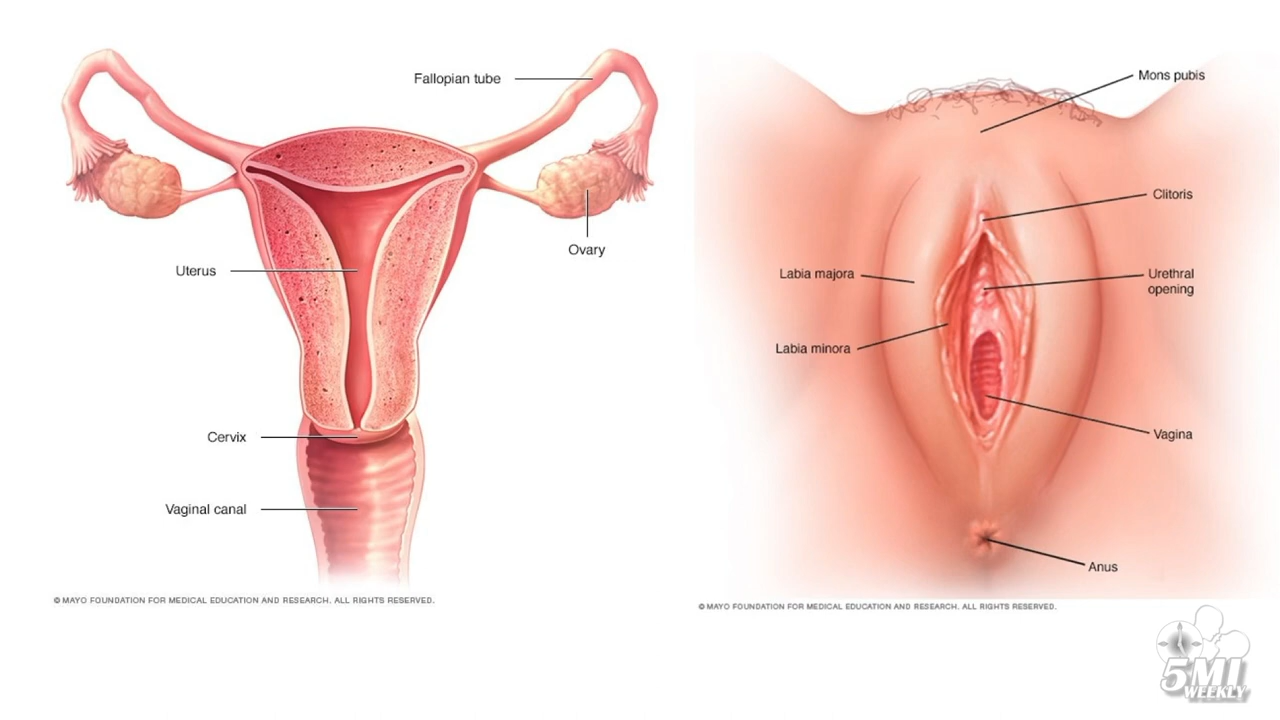 Fallopian tube
Ovary
Uterus
Cervix
Vaginal canal
© MAYO FOUNDATION FOR MEDICAL EDUCATION AND RESEARCH. ALL RIGHTS RESERVED.
Mons pubis
Clitoris
Labia majora
Urethral
opening
Labia minora
Vagina
Anus
© MAYO FOUNDATION FOR MEDICAL EDUCATION AND RESEARCH. ALL RIGHTS RESERVED.
5MI
WEEKLY